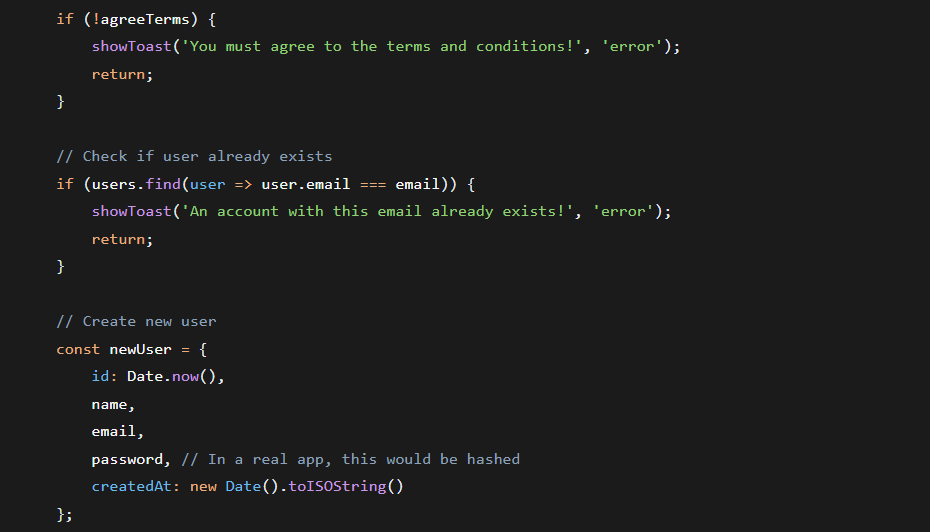 if (!agreeTerms) {
showToast('You must agree to the terms and conditions!', 'error');
return;
}
// Check if user already exists
if (users.find(user => user.email === email)) {
showToast('An account with this email already exists!', 'error');
return;
}
// Create new user
const newUser = {
id: Date.now(),
name,
email,
password, // In a real app, this would be hashed
createdAt: new Date().toISOString()
};